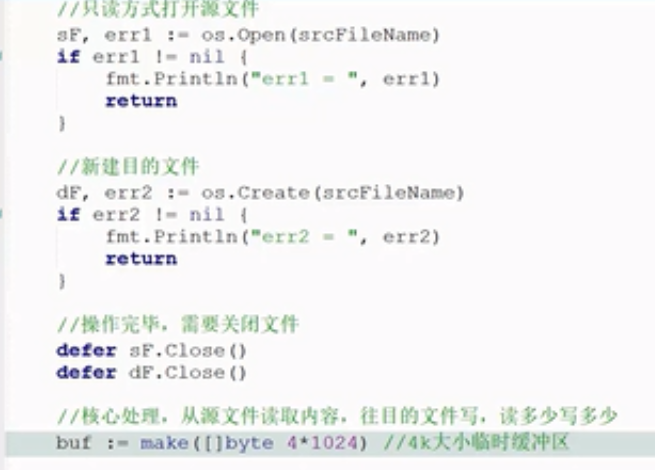 //只读方式打开源文件
sF, err1 := os.Open(srcFileName)
if err1 != nil {
fmt.Println("err1 = ", err1)
return
}
//新建目的文件
dF, err2 := os.Create(srcFileName)
if err2 != nil {
fmt.Println("err2 = ", err2)
return
}
//操作完毕，需要关闭文件
defer sF.Close()
defer dF.Close()
//核心处理，从源文件读取内容，往目的文件写，读多少写多少
buf := make([]byte 4*1024) //4k大小临时缓冲区